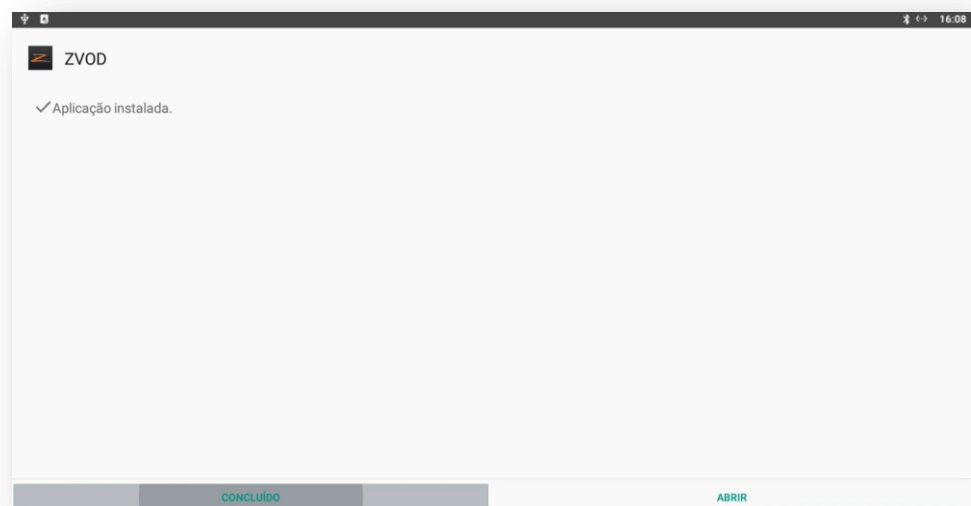 16:08
ZVOD
Aplicação instalada.
CONCLUÍDO
ABRIR